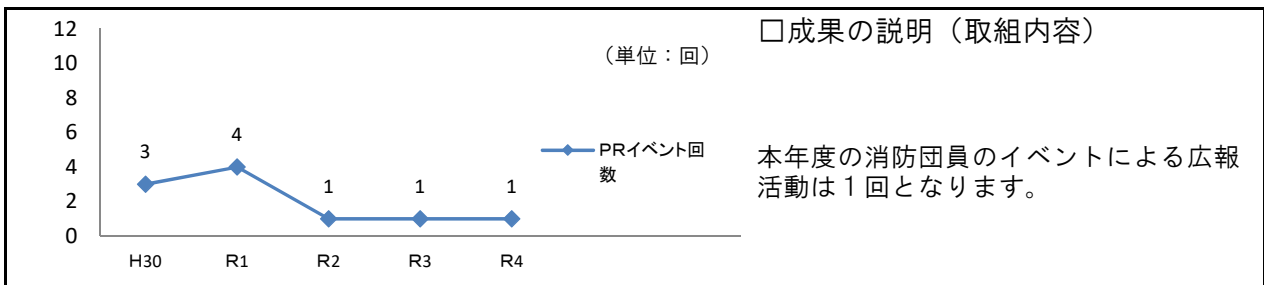 12
10
8
6
4
2
0
（単位：回）
3
4
1
1
1
H30
R1
R2
R3
R4
PRイベント回
数
□成果の説明（取組内容）
本年度の消防団員のイベントによる広報
活動は１回となります。